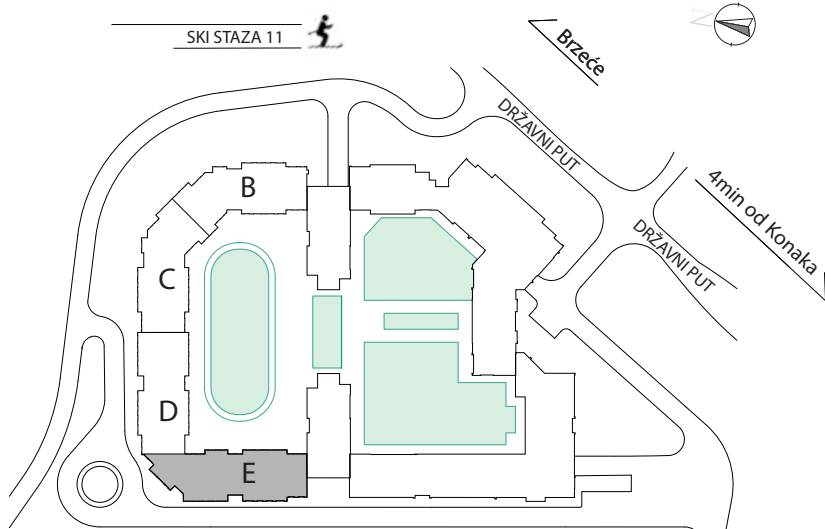 SKI STAZA 11
N
Brzeće
DRŽAVNI PUT
4min od Konaka
DRŽAVNI PUT
B
C
D
E